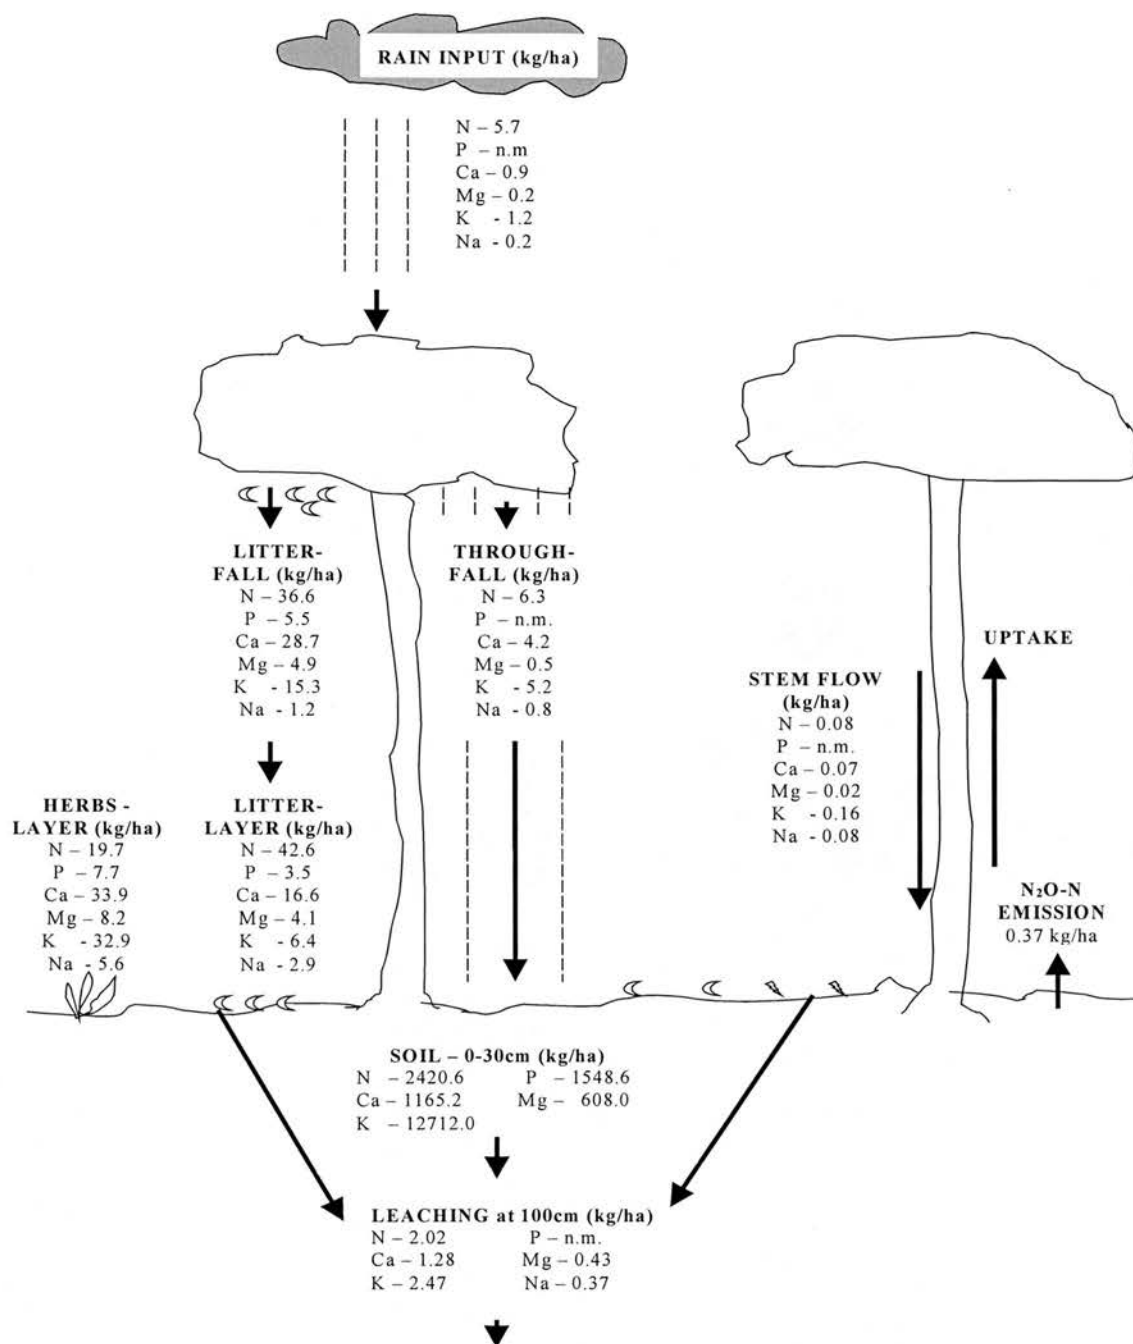 RAIN INPUT (kg/ha)
N – 5.7
P – n.m
Ca – 0.9
Mg – 0.2
K - 1.2
Na - 0.2
LITTER-
FALL (kg/ha)
N – 36.6
P – 5.5
Ca – 28.7
Mg – 4.9
K - 15.3
Na - 1.2
THROUGH-
FALL (kg/ha)
N – 6.3
P – n.m.
Ca – 4.2
Mg – 0.5
K - 5.2
Na – 0.8
STEM FLOW
(kg/ha)
N – 0.08
P – n.m.
Ca – 0.07
Mg – 0.02
K - 0.16
Na – 0.08
UPTAKE
HERBS -
LAYER (kg/ha)
N – 19.7
P – 7.7
Ca – 33.9
Mg – 8.2
K - 32.9
Na - 5.6
LITTER-
LAYER (kg/ha)
N – 42.6
P – 3.5
Ca – 16.6
Mg – 4.1
K - 6.4
Na – 2.9
N₂O-N
EMISSION
0.37 kg/ha
SOIL – 0-30cm (kg/ha)
N – 2420.6 P – 1548.6
Ca – 1165.2 Mg – 608.0
K – 12712.0
LEACHING at 100cm (kg/ha)
N – 2.02 P – n.m.
Ca – 1.28 Mg – 0.43
K – 2.47 Na – 0.37